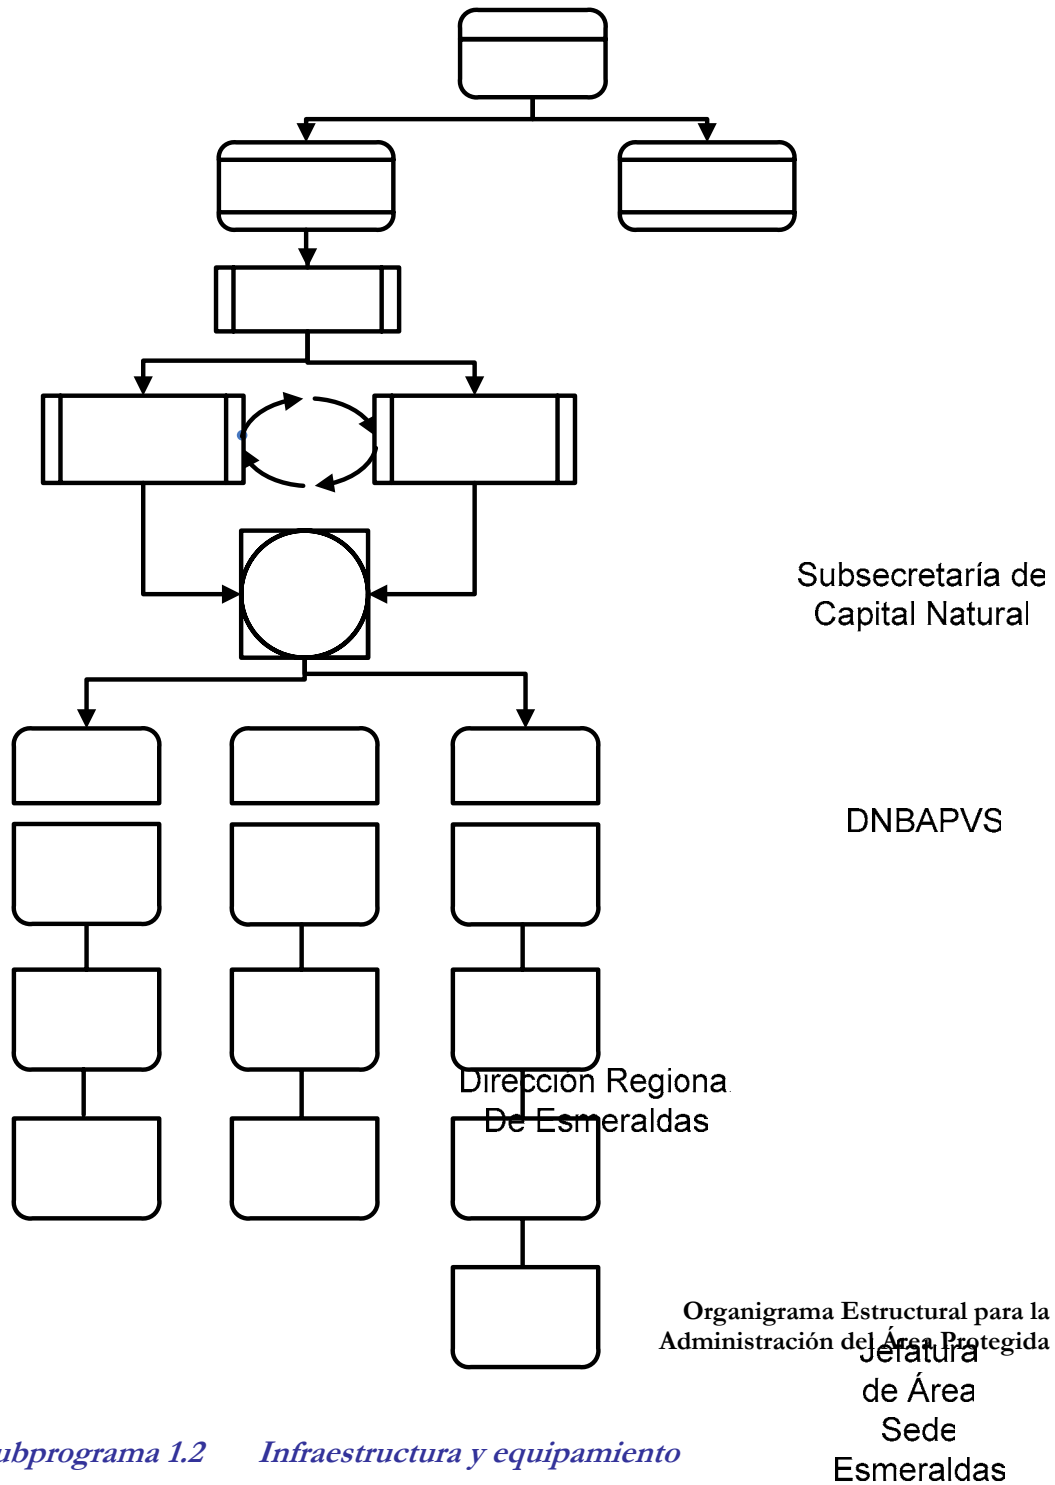 Subsecretaría de
Capital Natural
DNBAPVS
Dirección Regiona
De Esmeraldas
Organigrama Estructural para la
Administración del Área Protegida
Jefatura
de Área
Sede
Esmeraldas
ubprograma 1.2 Infraestructura y equipamiento